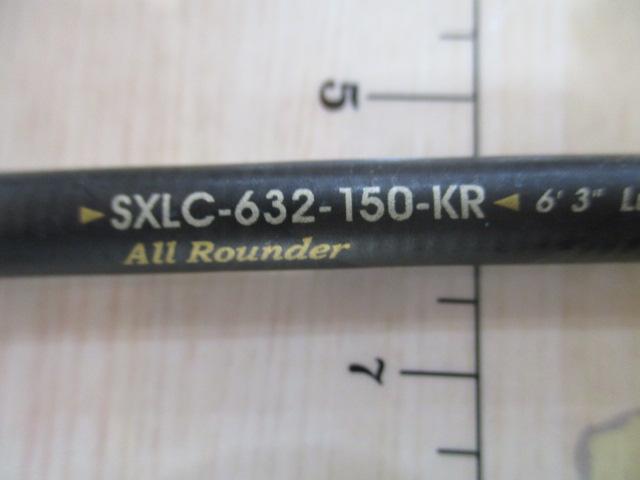 5
SXLC-632-150-KR 6' 3"
All Rounder
7